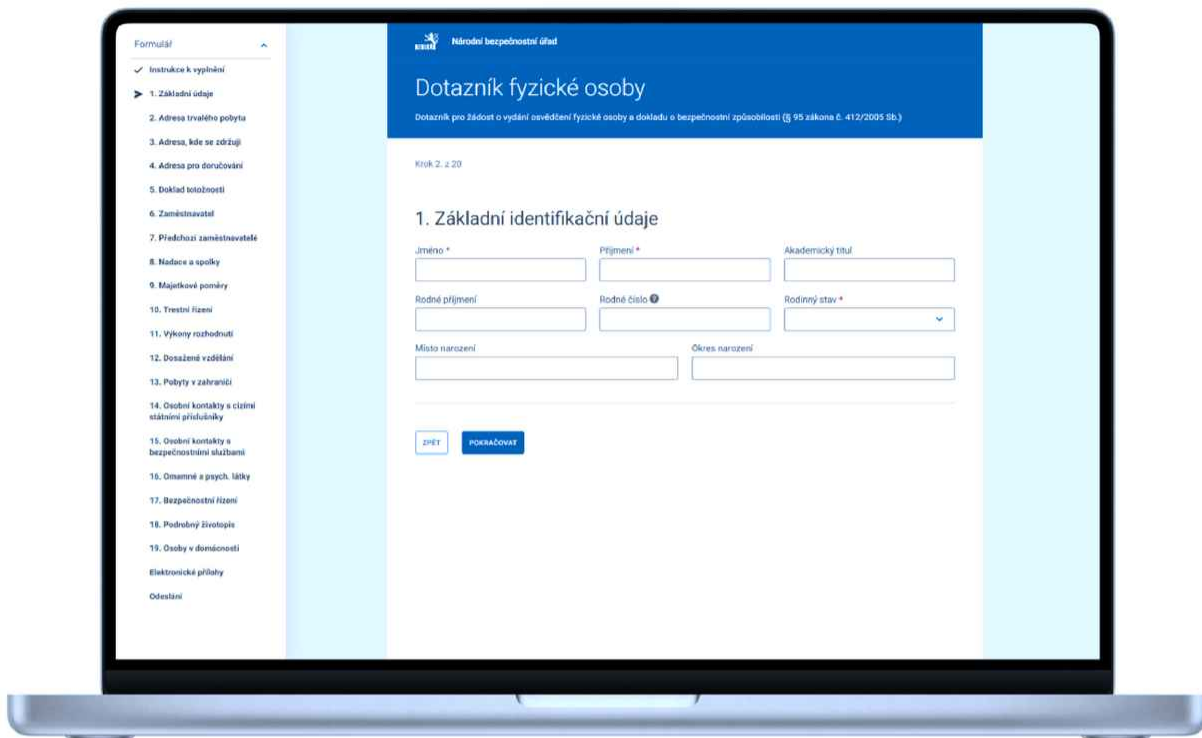 Formulář
Instrukce k vyplnění
1. Základní údaje
2. Adresa trvalého pobytu
3. Adresa, kde se zdržuji
4. Adresa pro doručování
5. Doklad totožnosti
6. Zaměstnavatel
7. Předchozí zaměstnavatelé
8. Nadace a spolky
9. Majetkové poměry
10. Trestní řízení
11. Výkony rozhodnutí
12. Dosažené vzdělání
13. Pobyty v zahraničí
14. Osobní kontakty s cizími
státními příslušníky
15. Osobní kontakty s
bezpečnostními službami
16. Omamné a psych. látky
17. Bezpečnostní řízení
18. Podrobný životopis
19. Osoby v domácnosti
Elektronické přílohy
Odeslání
Národní bezpečnostní úřad
Dotazník fyzické osoby
Dotazník pro žádost o vydání osvědčení fyzické osoby a dokladu o bezpečnostní způsobilosti (§ 95 zákona č. 412/2005 Sb.)
Krok 2. z 20
1. Základní identifikační údaje
Jméno * Příjmení * Akademický titul
Rodné příjmení Rodné číslo ? Rodinný stav *
Místo narození Okres narození
ZPĚT POKRAČOVAT